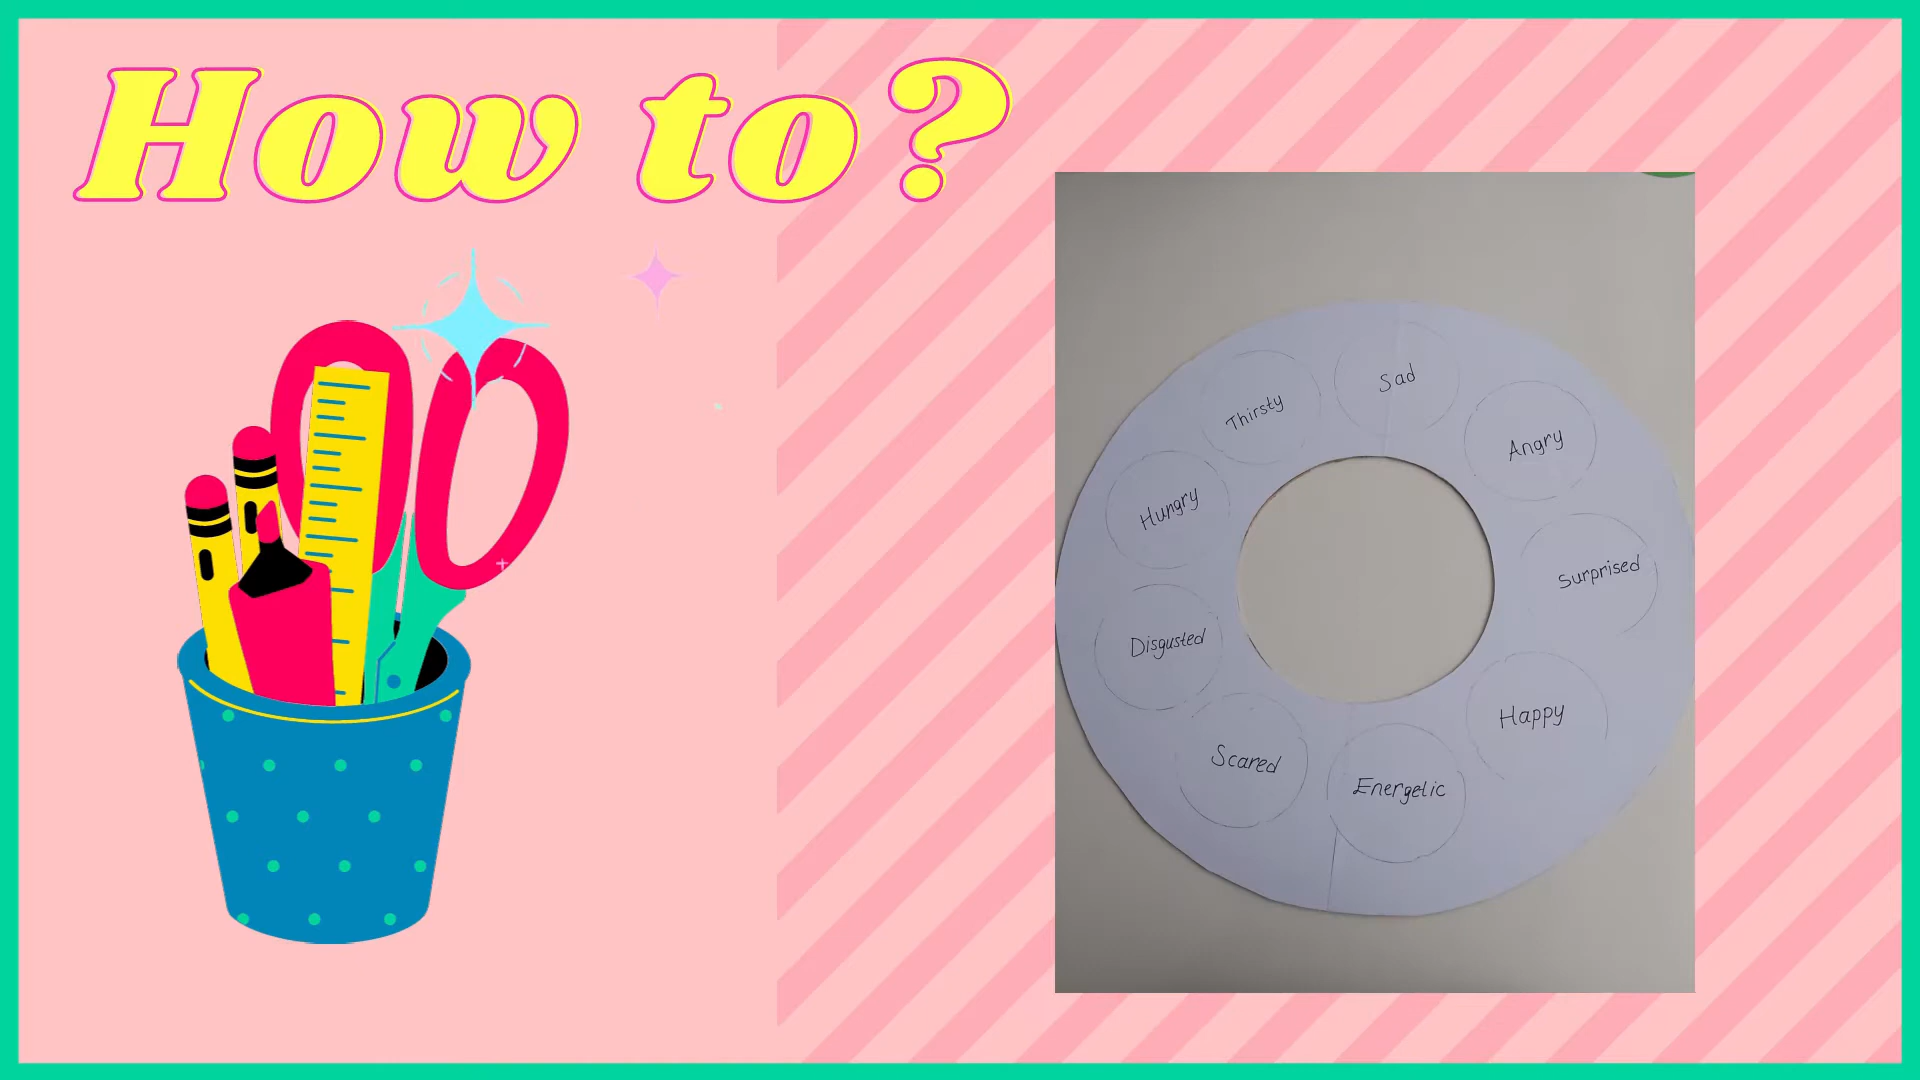 How to?
Sad
Angry
Surprised
Happy
Energetic
Scared
Disgusted
Hungry
Thirsty